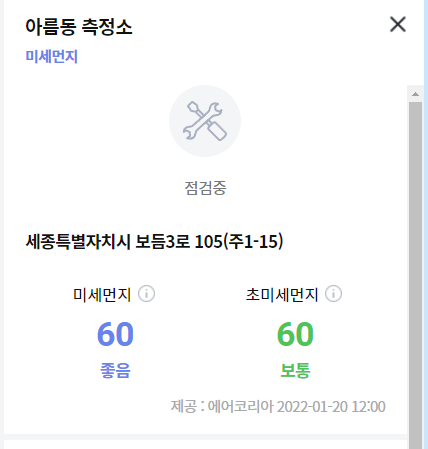 아름동 측정소
미세먼지
점검중
세종특별자치시 보듬3로 105(주1-15)
미세먼지 초미세먼지
60 60
좋음 보통
제공 : 에어코리아 2022-01-20 12:00